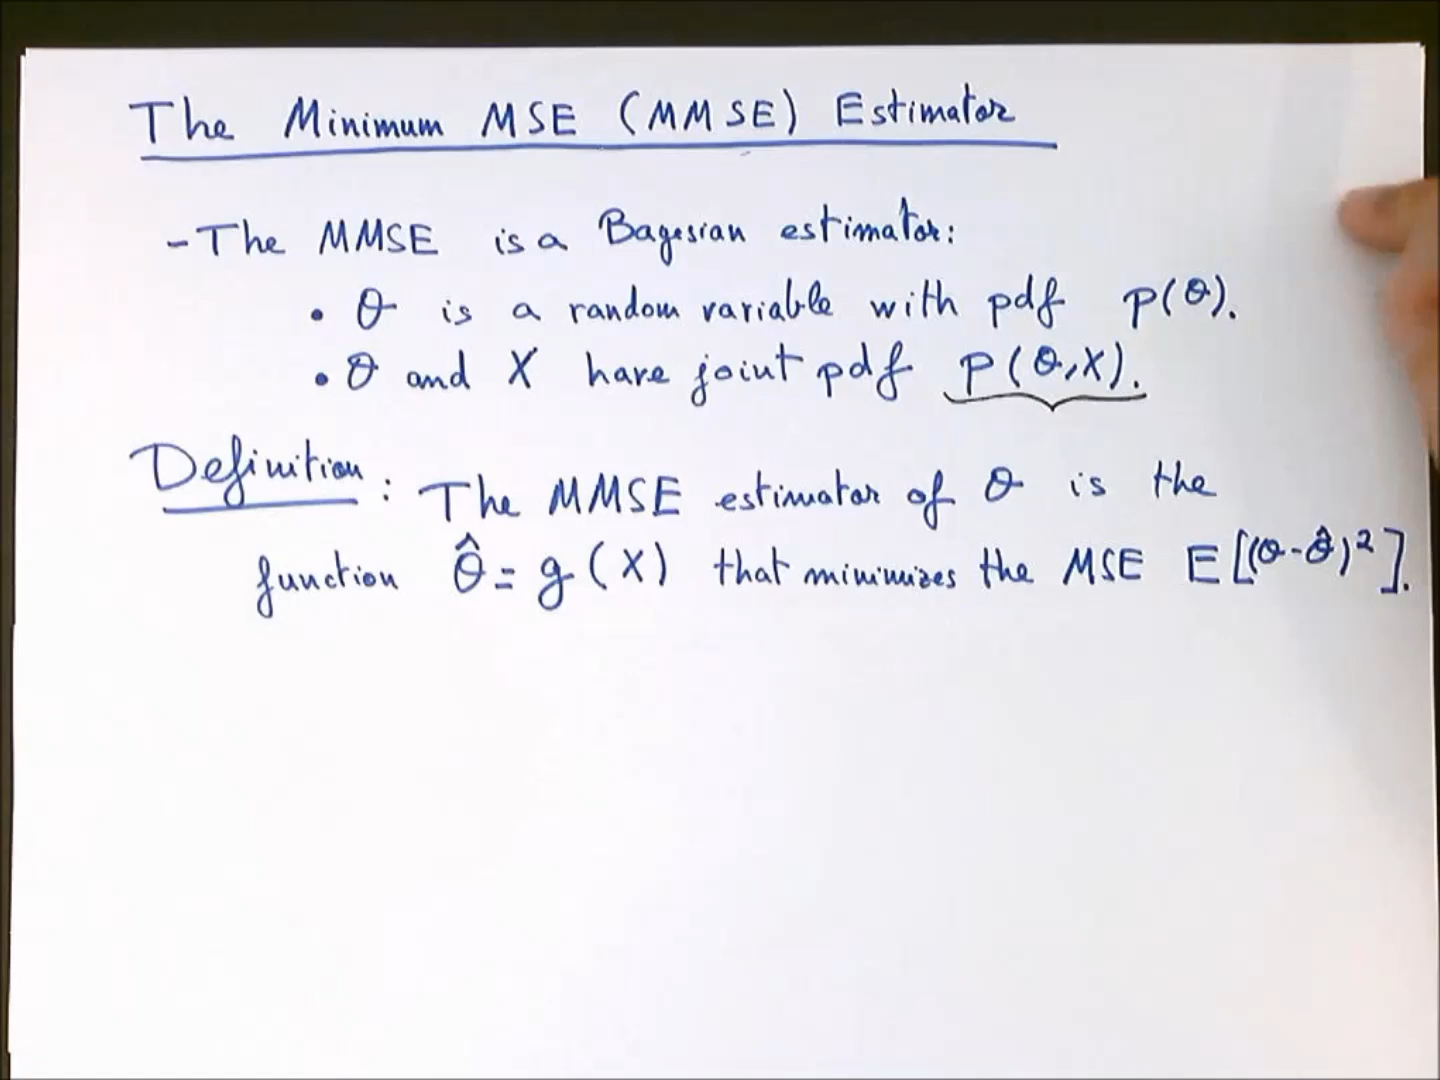 The Minimum MSE (MMSE) Estimator
- The MMSE is a Bayesian estimator:
• θ is a random variable with pdf p(θ).
• θ and X have joint pdf p(θ,X).
Definition: The MMSE estimator of θ is the
function θ̂ = g(X) that minimizes the MSE E[(θ-θ̂)²].